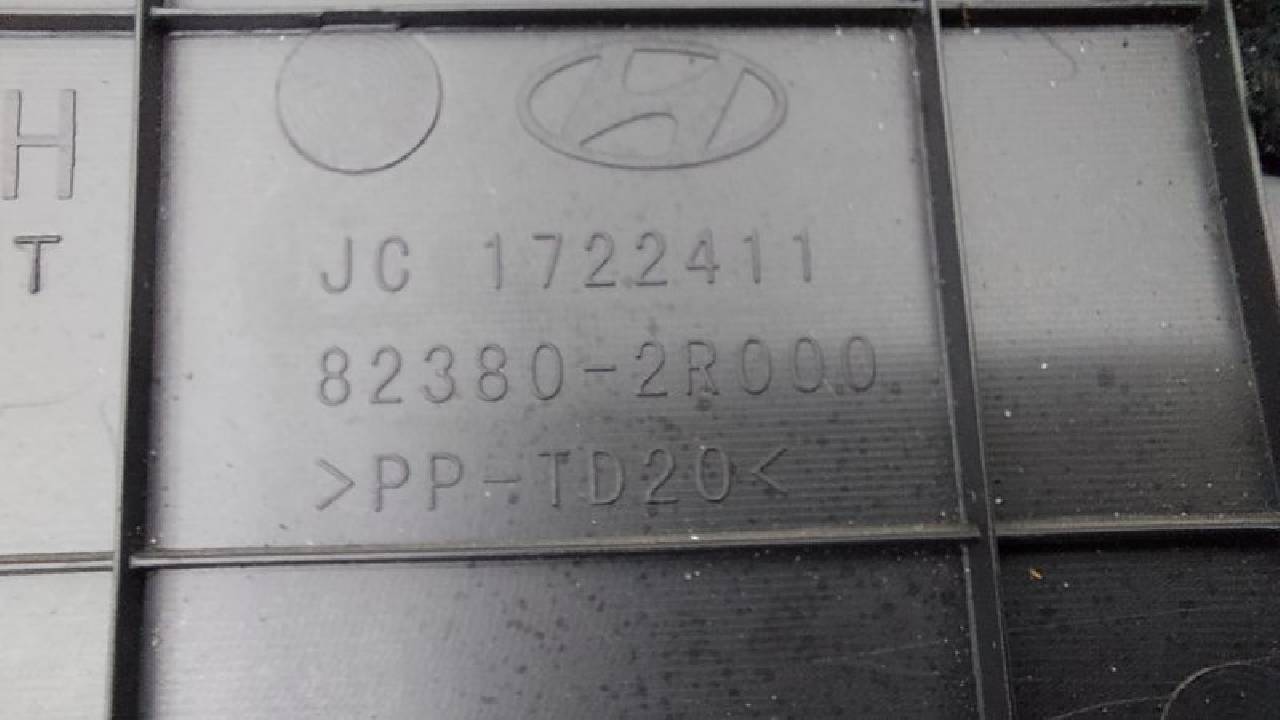 H
T
JC 1722411
82380-2R000
>PP-TD20<